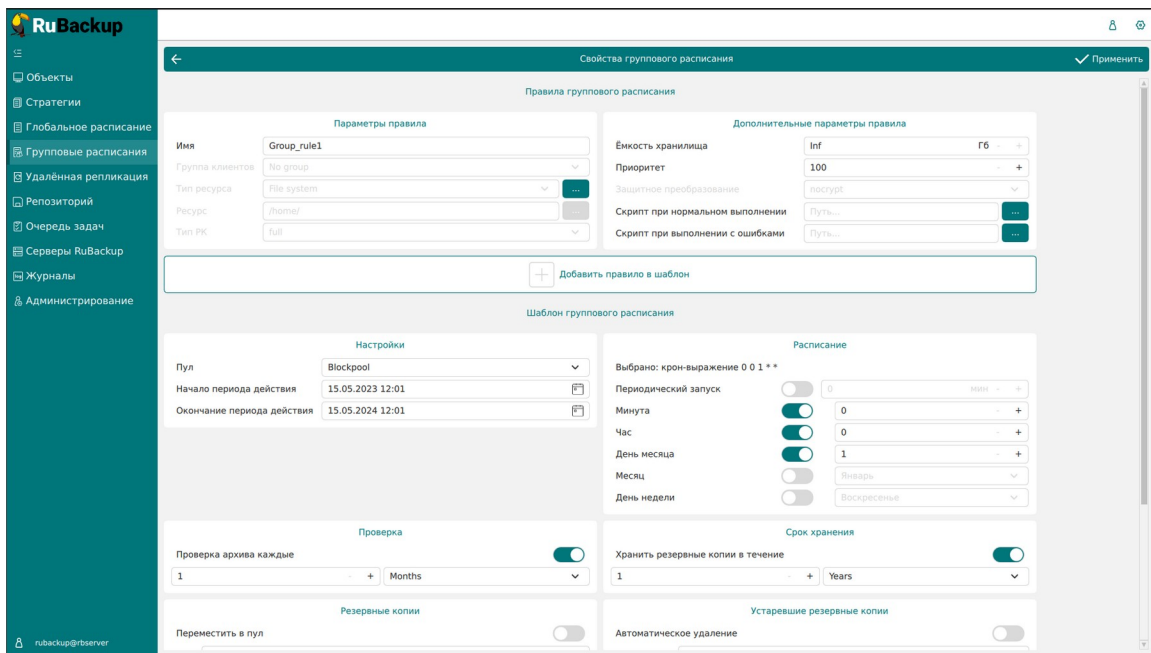 RuBackup
Объекты
Стратегии
Глобальное расписание
Групповые расписания
Удалённая репликация
Репозиторий
Очередь задач
Серверы RuBackup
Журналы
Администрирование
rubackup@rbserver
Свойства группового расписания
Применить
Правила группового расписания
Параметры правила
Имя Group_rule1
Группа клиентов No group
Тип ресурса File system ...
Ресурс /home/ ...
Тип РК full
Дополнительные параметры правила
Ёмкость хранилища Inf Гб - +
Приоритет 100 - +
Защитное преобразование nocrypt
Скрипт при нормальном выполнении Путь... ...
Скрипт при выполнении с ошибками Путь... ...
+ Добавить правило в шаблон
Шаблон группового расписания
Настройки
Пул Blockpool
Начало периода действия 15.05.2023 12:01
Окончание периода действия 15.05.2024 12:01
Расписание
Выбрано: крон-выражение 0 0 1 * *
Периодический запуск 0 мин - +
Минута 0 - +
Час 0 - +
День месяца 1 - +
Месяц Январь
День недели Воскресенье
Проверка
Проверка архива каждые
1 - + Months
Срок хранения
Хранить резервные копии в течение
1 - + Years
Резервные копии
Переместить в пул
Устаревшие резервные копии
Автоматическое удаление